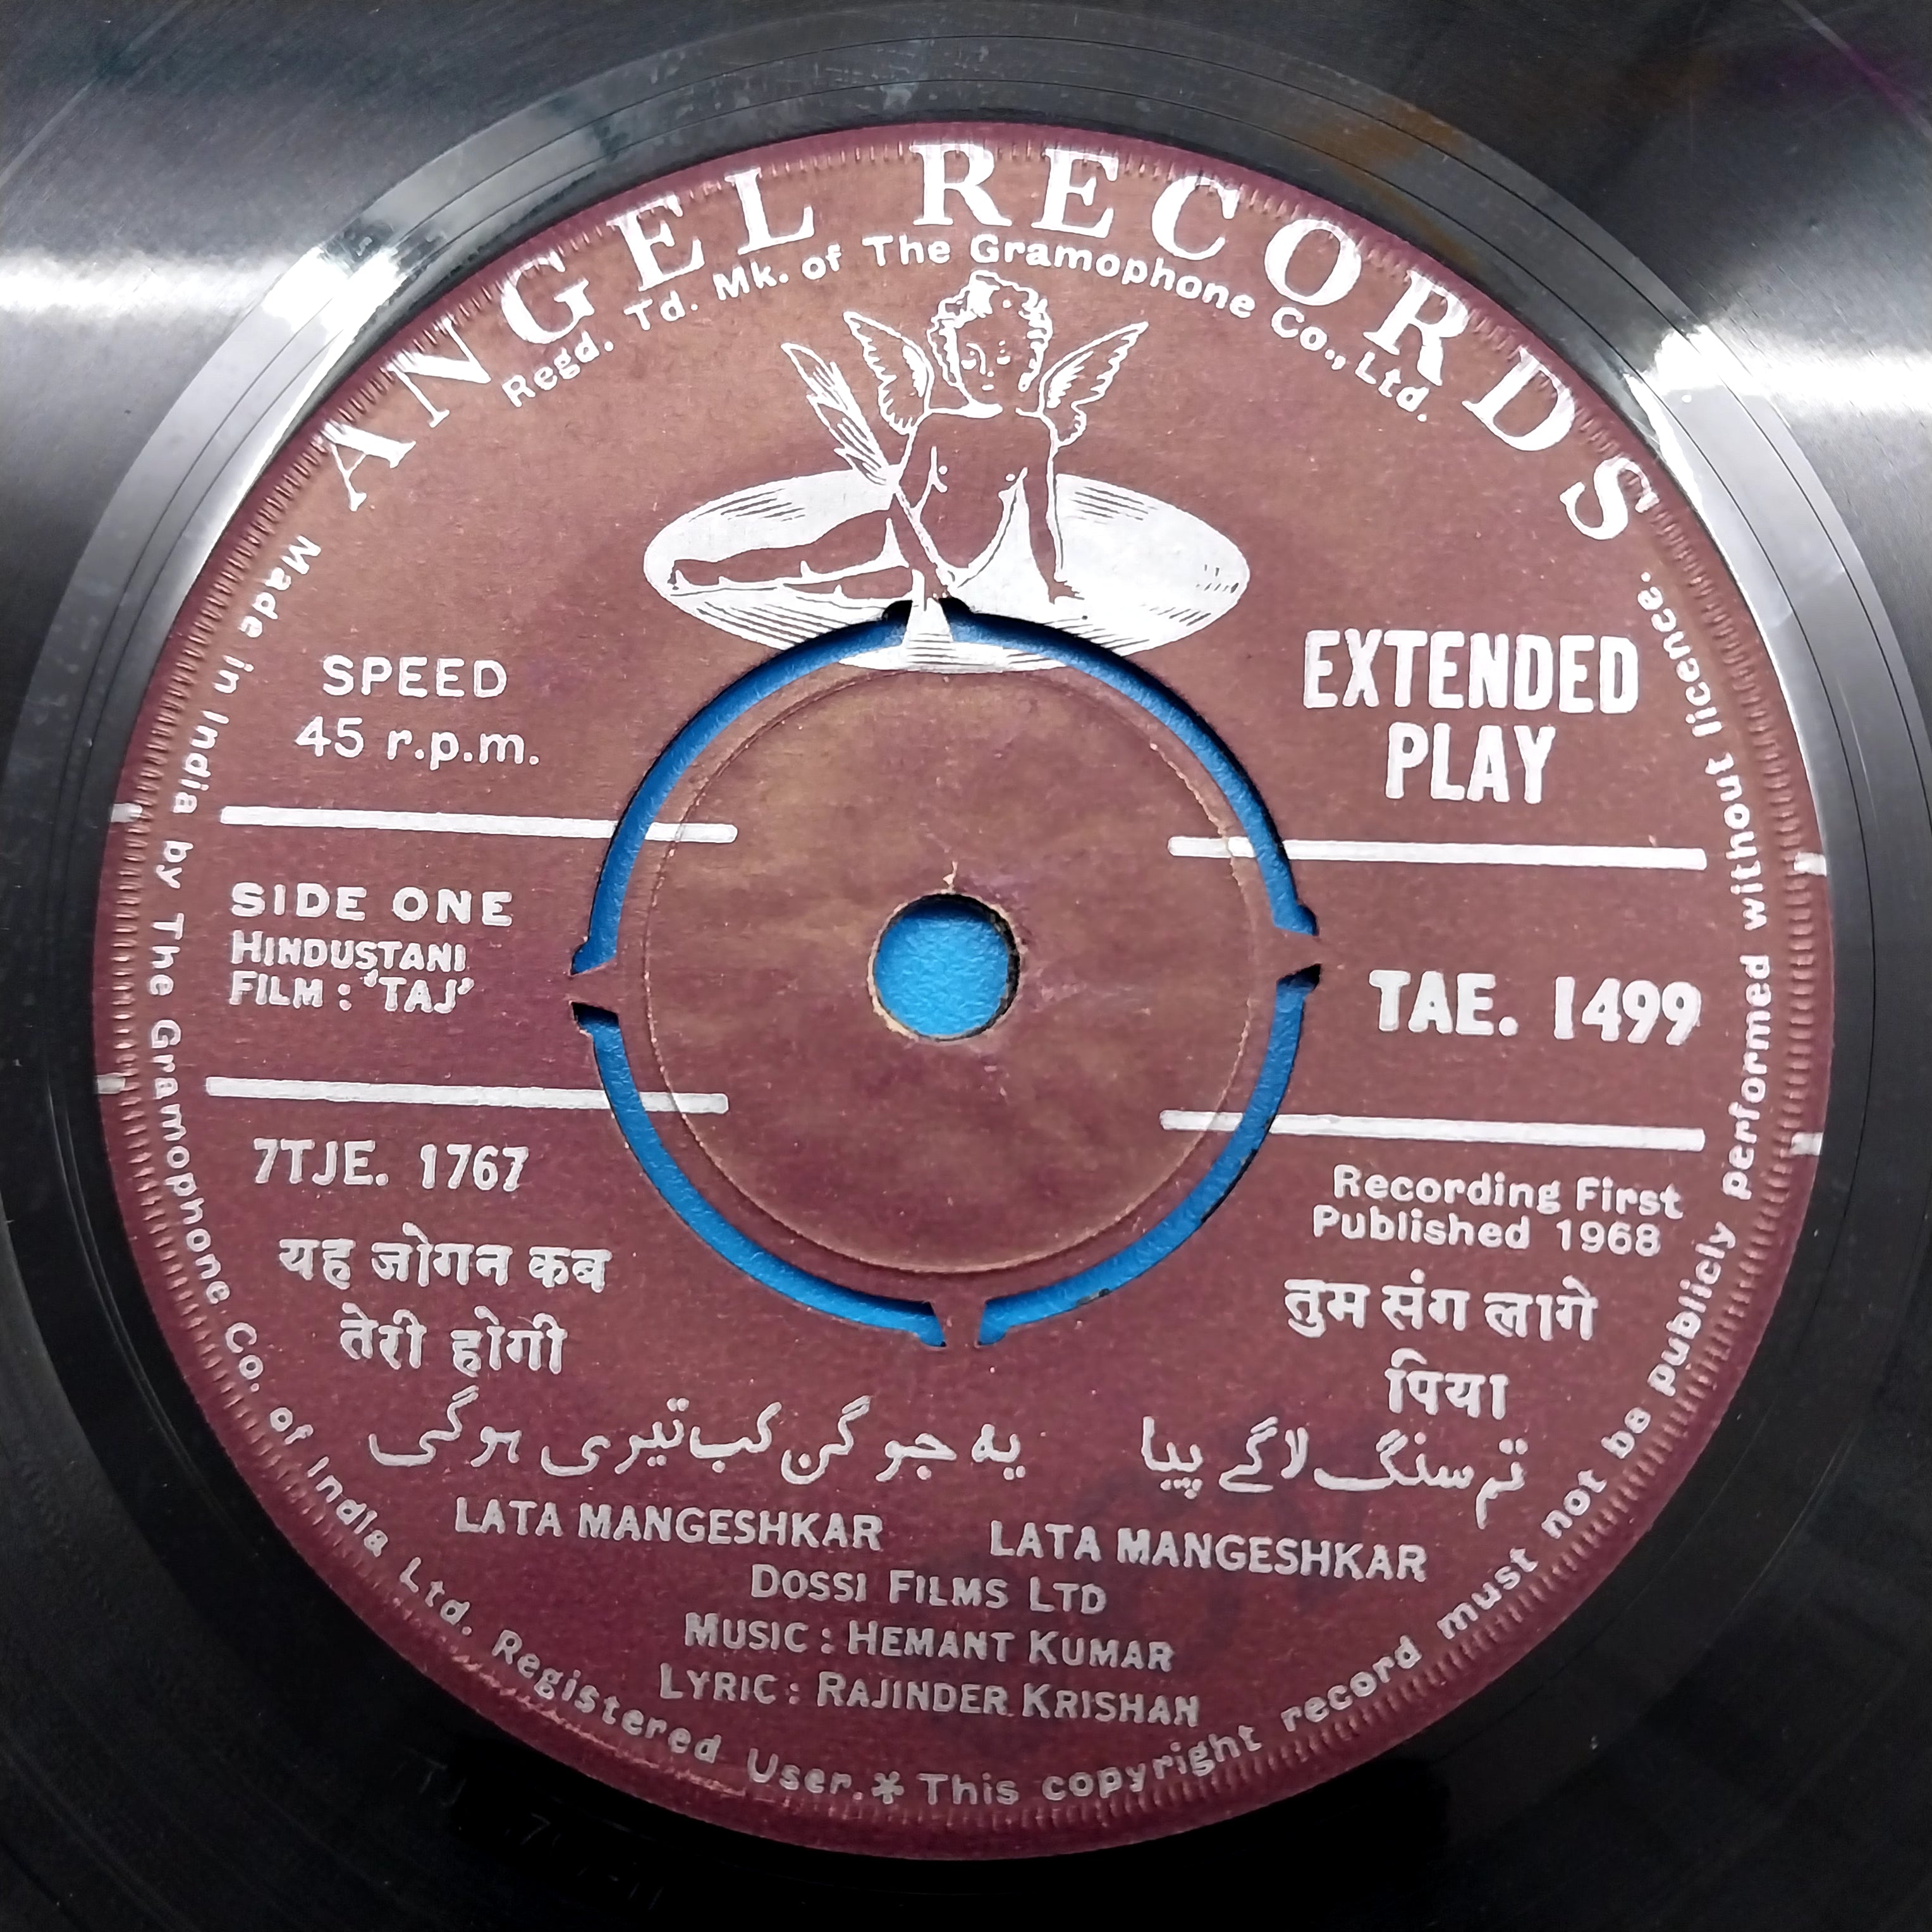 ANGEL RECORDS
Regd. Td. Mk. of The Gramophone Co., Ltd.
SPEED
45 r.p.m.
EXTENDED
PLAY
SIDE ONE
HINDUSTANI
FILM : 'TAJ'
TAE. 1499
7TJE. 1767
Recording First
Published 1968
यह जोगन कब
तेरी होगी
तुम संग लागे
पिया
یہ جوگن کب تیری ہوگی
تم سنگ لاگے پیا
LATA MANGESHKAR
LATA MANGESHKAR
DOSSI FILMS LTD
MUSIC : HEMANT KUMAR
LYRIC : RAJINDER KRISHAN
Made in India by The Gramophone Co. of India Ltd. Registered User.* This copyright record must not be publicly performed without licence.